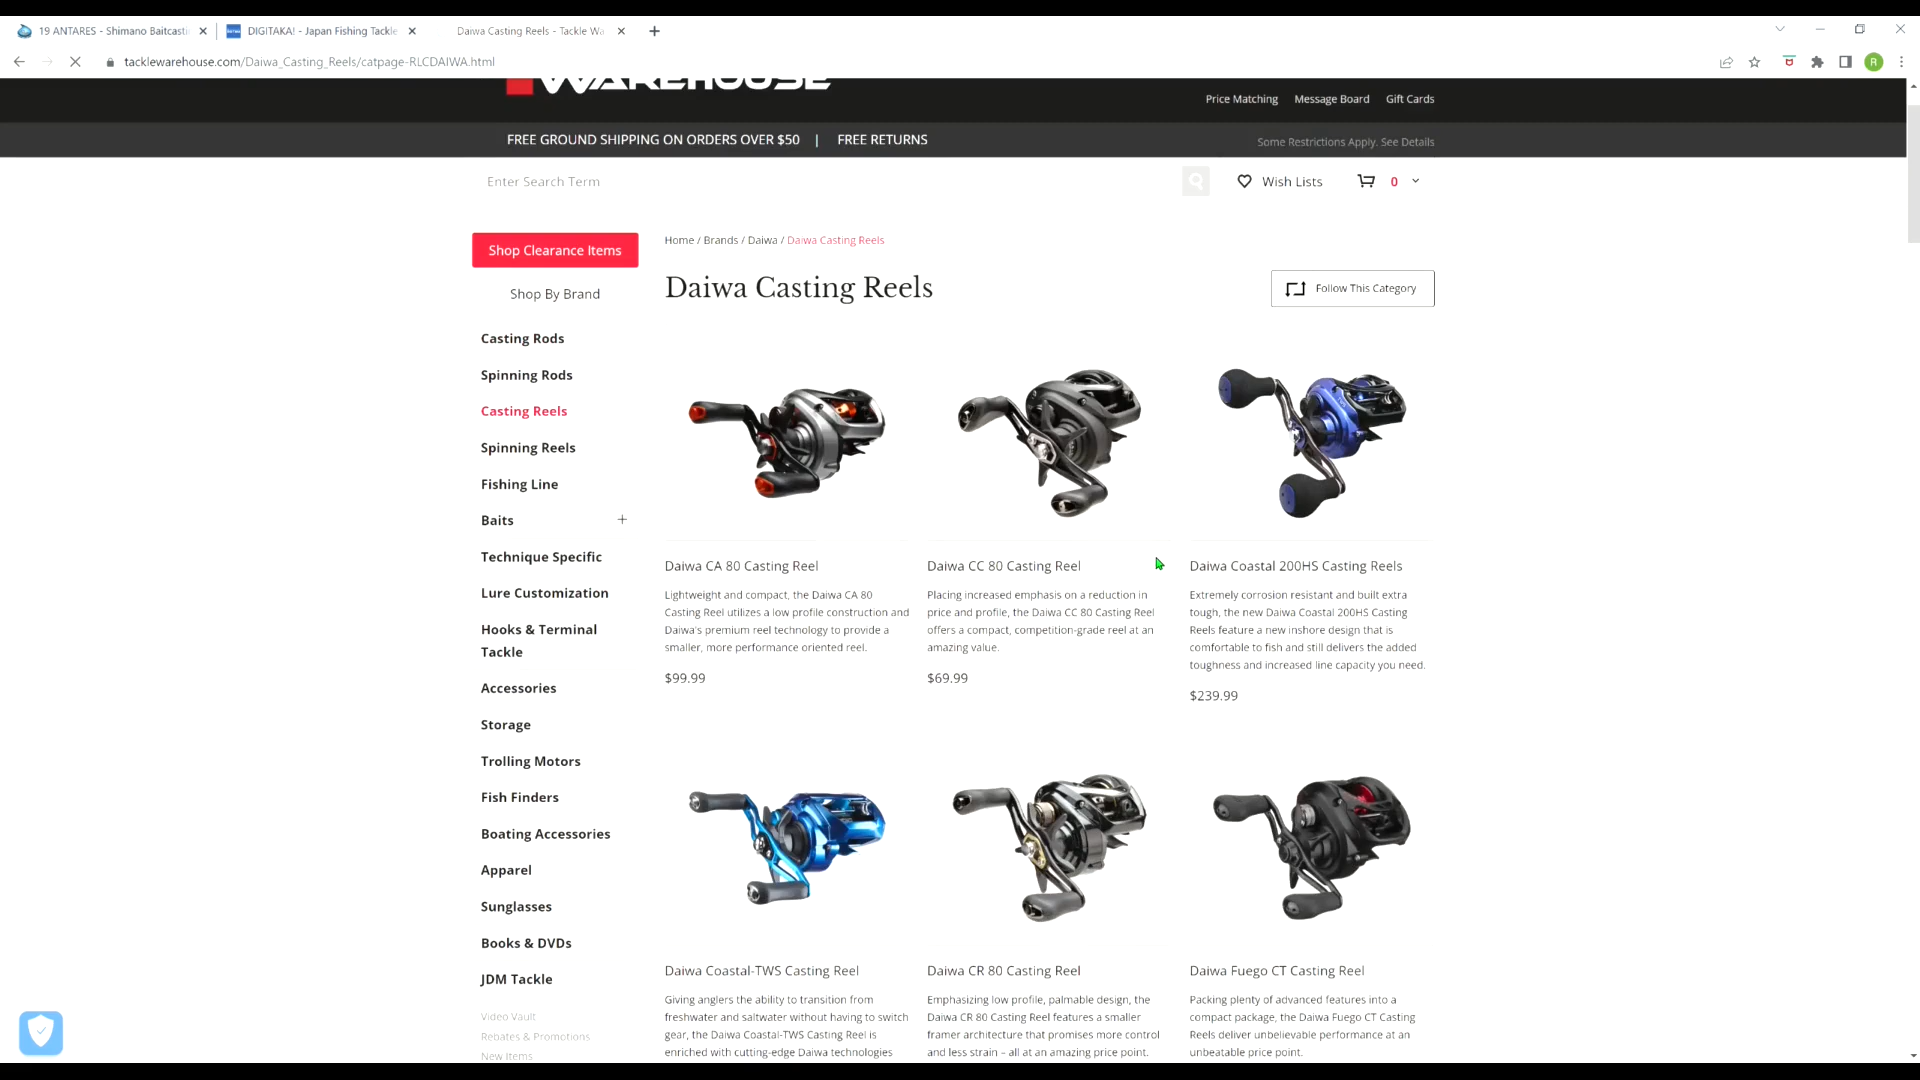 19 ANTARES - Shimano Baitcasti
DIGITAKA! - Japan Fishing Tackle
Daiwa Casting Reels - Tackle Wa
tacklewarehouse.com/Daiwa_Casting_Reels/catpage-RLCDAIWA.html
R
WAREHOUSE
Price Matching
Message Board
Gift Cards
FREE GROUND SHIPPING ON ORDERS OVER $50 | FREE RETURNS
Some Restrictions Apply. See Details
Enter Search Term
Wish Lists
0
Shop Clearance Items
Shop By Brand
Casting Rods
Spinning Rods
Casting Reels
Spinning Reels
Fishing Line
Baits
Technique Specific
Lure Customization
Hooks & Terminal
Tackle
Accessories
Storage
Trolling Motors
Fish Finders
Boating Accessories
Apparel
Sunglasses
Books & DVDs
JDM Tackle
Video Vault
Rebates & Promotions
New Items
Home / Brands / Daiwa / Daiwa Casting Reels
Daiwa Casting Reels
Follow This Category
Daiwa CA 80 Casting Reel
Lightweight and compact, the Daiwa CA 80
Casting Reel utilizes a low profile construction and
Daiwa's premium reel technology to provide a
smaller, more performance oriented reel.
$99.99
Daiwa CC 80 Casting Reel
Placing increased emphasis on a reduction in
price and profile, the Daiwa CC 80 Casting Reel
offers a compact, competition-grade reel at an
amazing value.
$69.99
Daiwa Coastal 200HS Casting Reels
Extremely corrosion resistant and built extra
tough, the new Daiwa Coastal 200HS Casting
Reels feature a new inshore design that is
comfortable to fish and still delivers the added
toughness and increased line capacity you need.
$239.99
Daiwa Coastal-TWS Casting Reel
Giving anglers the ability to transition from
freshwater and saltwater without having to switch
gear, the Daiwa Coastal-TWS Casting Reel is
enriched with cutting-edge Daiwa technologies
Daiwa CR 80 Casting Reel
Emphasizing low profile, palmable design, the
Daiwa CR 80 Casting Reel features a smaller
framer architecture that promises more control
and less strain – all at an amazing price point.
Daiwa Fuego CT Casting Reel
Packing plenty of advanced features into a
compact package, the Daiwa Fuego CT Casting
Reels deliver unbelievable performance at an
unbeatable price point.